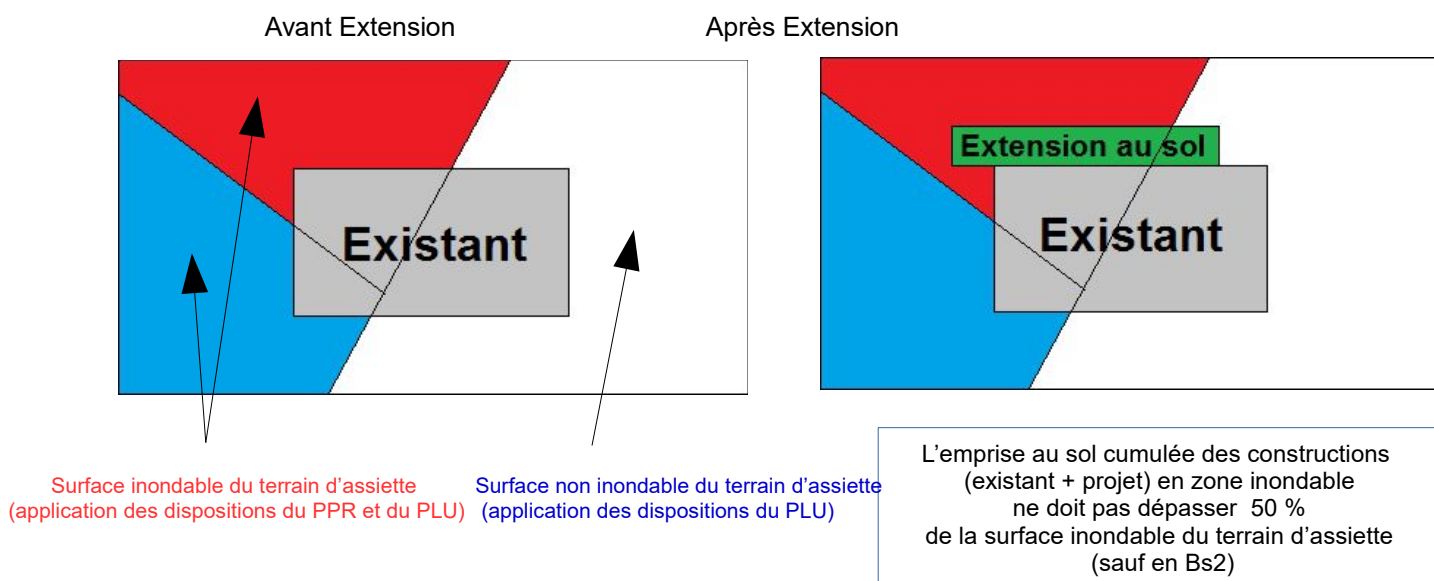 Avant Extension
Après Extension
Existant
Extension au sol
Existant
Surface inondable du terrain d'assiette
(application des dispositions du PPR et du PLU)
Surface non inondable du terrain d'assiette
(application des dispositions du PLU)
L'emprise au sol cumulée des constructions
(existant + projet) en zone inondable
ne doit pas dépasser 50 %
de la surface inondable du terrain d'assiette
(sauf en Bs2)